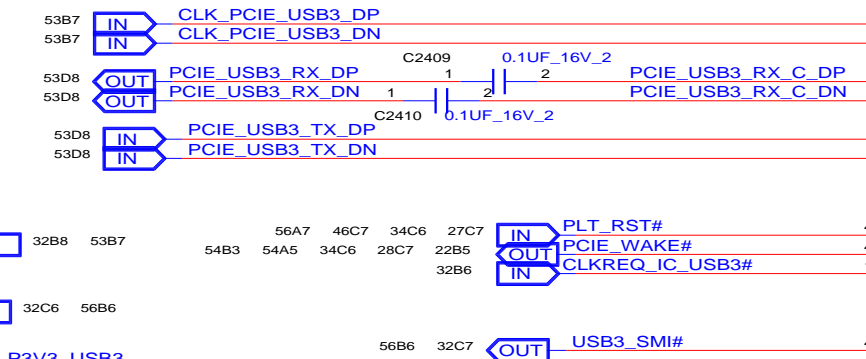 53B7 IN CLK_PCIE_USB3_DP
53B7 IN CLK_PCIE_USB3_DN
C2409 0.1UF_16V_2
53D8 OUT PCIE_USB3_RX_DP 1 2 PCIE_USB3_RX_C_DP
53D8 OUT PCIE_USB3_RX_DN 1 2 PCIE_USB3_RX_C_DN
C2410 0.1UF_16V_2
53D8 IN PCIE_USB3_TX_DP
53D8 IN PCIE_USB3_TX_DN
56A7 46C7 34C6 27C7 IN PLT_RST#
32B8 53B7
54B3 54A5 34C6 28C7 22B5 OUT PCIE_WAKE#
32B6 IN CLKREQ_IC_USB3#
32C6 56B6
56B6 32C7 OUT USB3_SMI#
P3V3_USB3